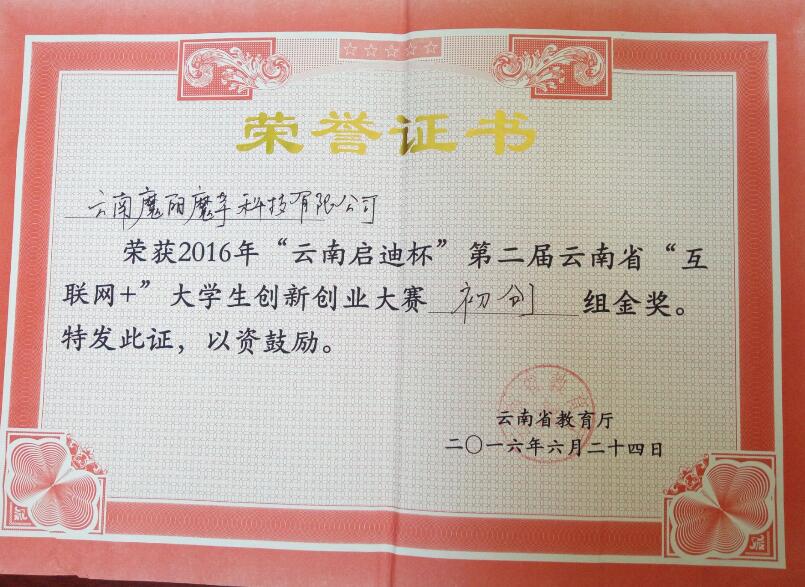 荣誉证书
云南魔阳魔芋科技有限公司
荣获2016年“云南启迪杯”第二届云南省“互
联网+”大学生创新创业大赛 初创 组金奖。
特发此证，以资鼓励。
云南省教育厅
二〇一六年六月二十四日